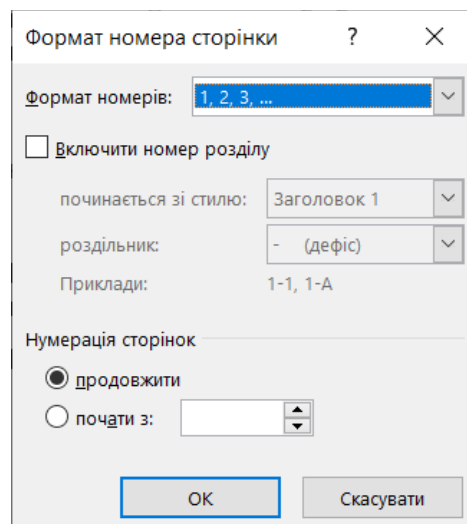 Формат номера сторінки ? ×
Формат номерів: 1, 2, 3, ...
Включити номер розділу
починається зі стилю: Заголовок 1
роздільник: - (дефіс)
Приклади: 1-1, 1-A
Нумерація сторінок
продовжити
почати з:
ОК Скасувати